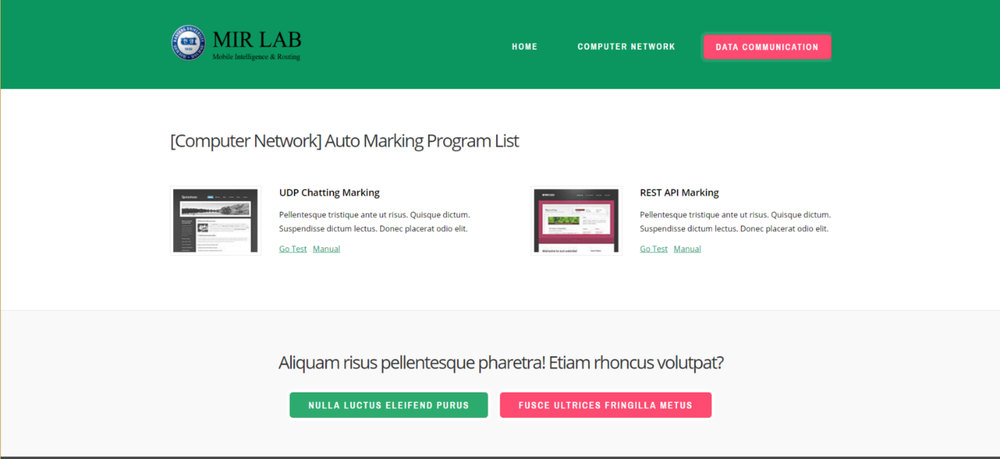 MIR LAB
Mobile Intelligence & Routing
HOME
COMPUTER NETWORK
DATA COMMUNICATION
[Computer Network] Auto Marking Program List
UDP Chatting Marking
Pellentesque tristique ante ut risus. Quisque dictum.
Suspendisse dictum lectus. Donec placerat odio elit.
Go Test Manual
REST API Marking
Pellentesque tristique ante ut risus. Quisque dictum.
Suspendisse dictum lectus. Donec placerat odio elit.
Go Test Manual
Aliquam risus pellentesque pharetra! Etiam rhoncus volutpat?
NULLA LUCTUS ELEIFEND PURUS
FUSCE ULTRICES FRINGILLA METUS